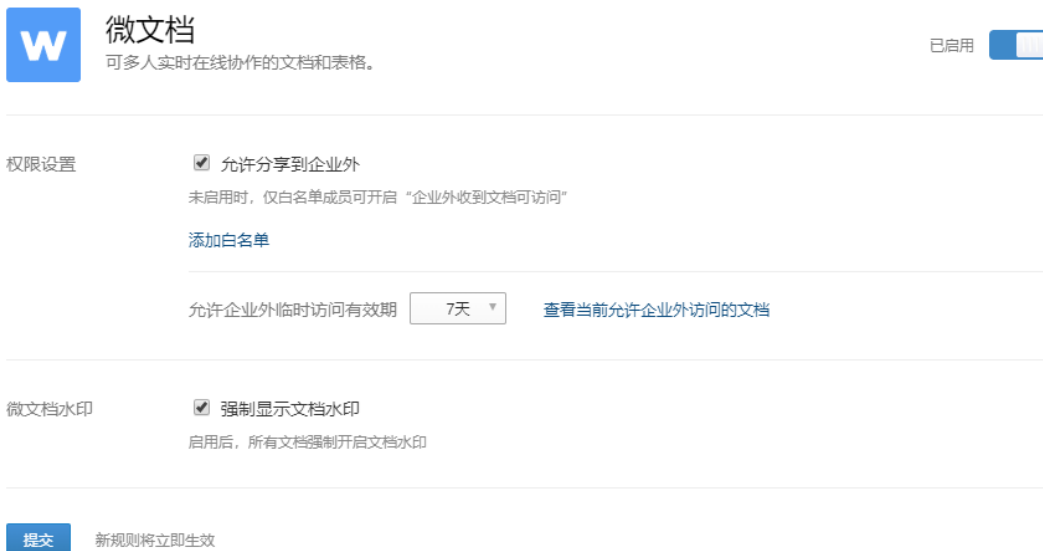 W
微文档
可多人实时在线协作的文档和表格。
已启用
权限设置
允许分享到企业外
未启用时，仅白名单成员可开启“企业外收到文档可访问”
添加白名单
允许企业外临时访问有效期 7天 查看当前允许企业外访问的文档
微文档水印
强制显示文档水印
启用后，所有文档强制开启文档水印
提交 新规则将立即生效